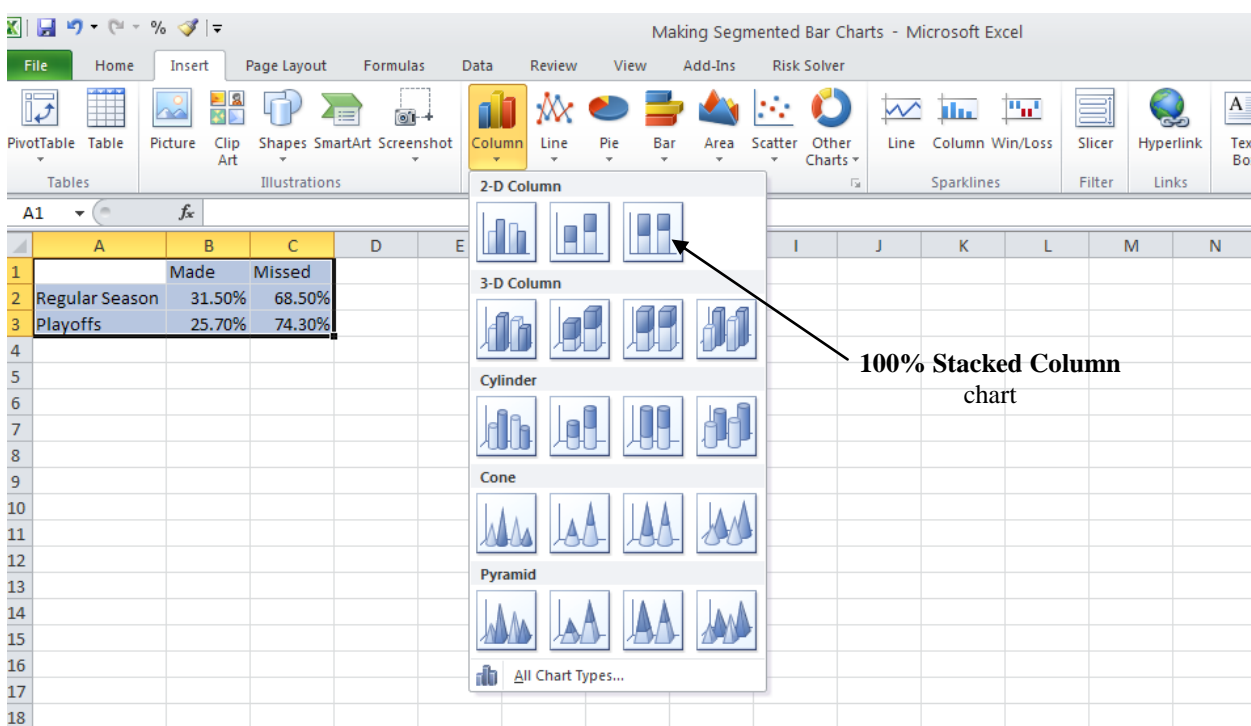 Making Segmented Bar Charts - Microsoft Excel
File Home Insert Page Layout Formulas Data Review View Add-Ins Risk Solver
PivotTable Table Picture Clip Art Shapes SmartArt Screenshot Column Line Pie Bar Area Scatter Other Charts Line Column Win/Loss Slicer Hyperlink
Tables Illustrations Sparklines Filter Links
A1 fx
A B C D E I J K L M N
1 Made Missed
2 Regular Season 31.50% 68.50%
3 Playoffs 25.70% 74.30%
4
5
6
7
8
9
10
11
12
13
14
15
16
17
18
2-D Column
3-D Column
Cylinder
Cone
Pyramid
All Chart Types...
100% Stacked Column
chart